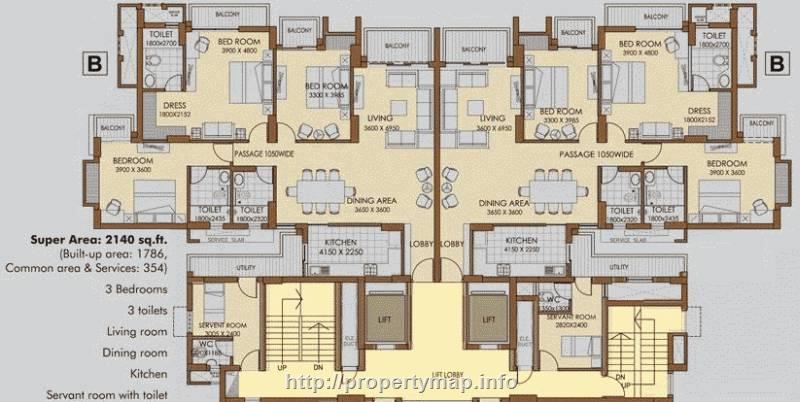 BALCONY
BALCONY
BALCONY
BALCONY
BALCONY
BALCONY
TOILET
1800x2700
BED ROOM
3900 x 4800
BED ROOM
3900 x 4800
TOILET
1800x2700
B
B
BED ROOM
3300 X 3985
BED ROOM
3300 X 3985
DRESS
1800X2152
LIVING
3600 x 6950
LIVING
3600 x 6950
DRESS
1800X2152
BALCONY
BALCONY
BEDROOM
3900 X 3600
PASSAGE 1050WIDE
PASSAGE 1050WIDE
BEDROOM
3900 X 3600
TOILET
1800x2435
TOILET
1800x2320
DINING AREA
3650 X 3600
DINING AREA
3650 X 3600
TOILET
1800x2320
TOILET
1800x2435
SERVICE SLAB
SERVICE SLAB
KITCHEN
4150 X 2250
LOBBY
LOBBY
KITCHEN
4150 X 2250
UTILITY
UTILITY
Super Area: 2140 sq.ft.
(Built-up area: 1786,
Common area & Services: 354)
3 Bedrooms
3 toilets
Living room
Dining room
Kitchen
Servant room with toilet
SERVENT ROOM
3005 X 2400
WC
LIFT
LIFT
ELE.
DUCT
ELE.
DUCT
WC
SERVANT ROOM
2820X2400
UP
DN
LIFT LOBBY
DN
UP
http://propertymap.info